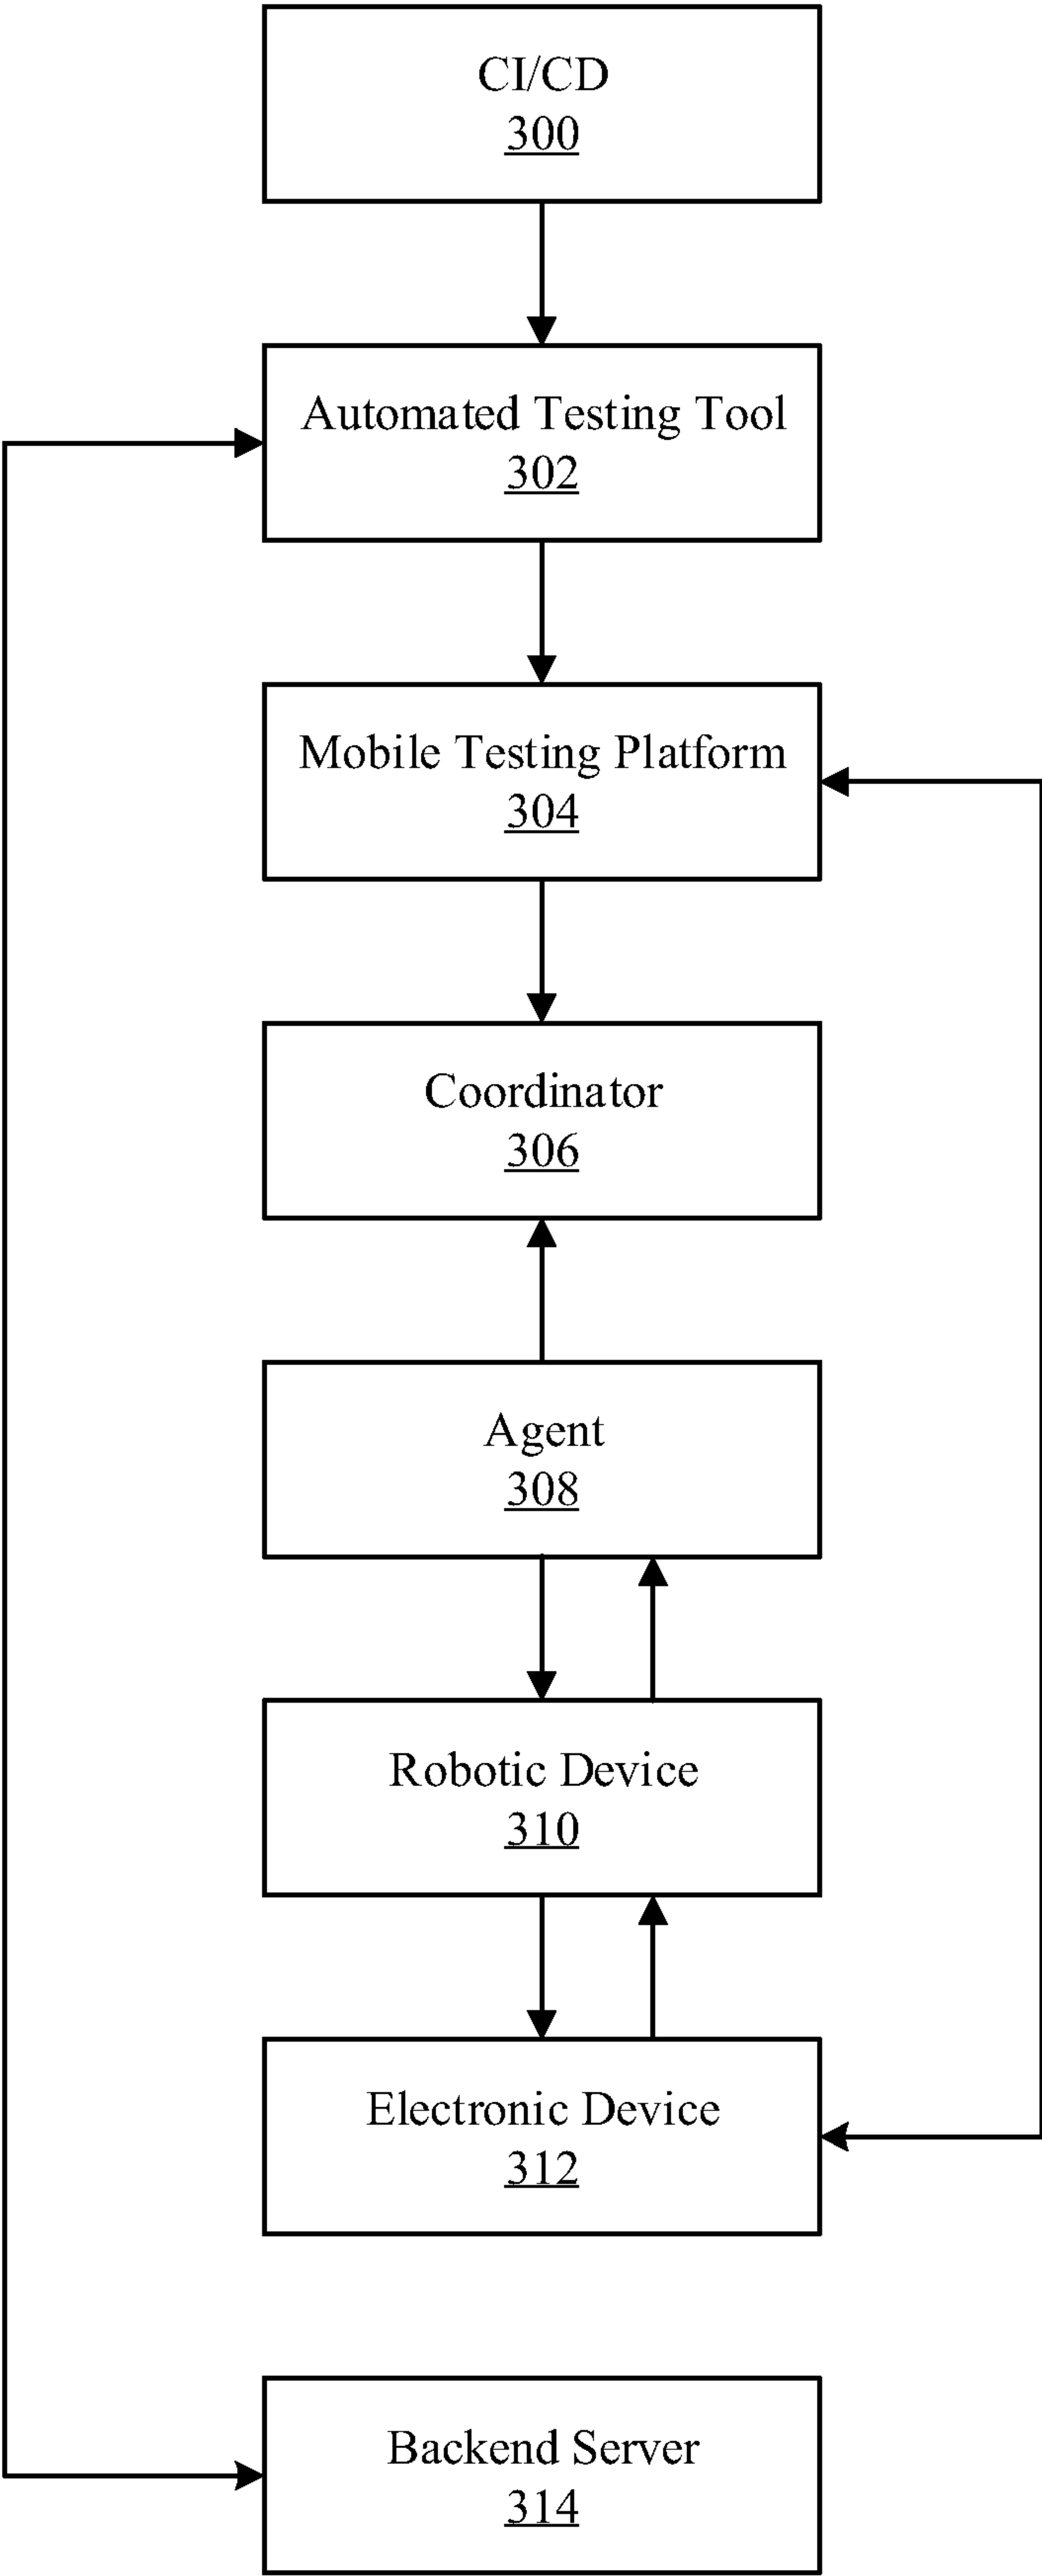 CI/CD
300
Automated Testing Tool
302
Mobile Testing Platform
304
Coordinator
306
Agent
308
Robotic Device
310
Electronic Device
312
Backend Server
314